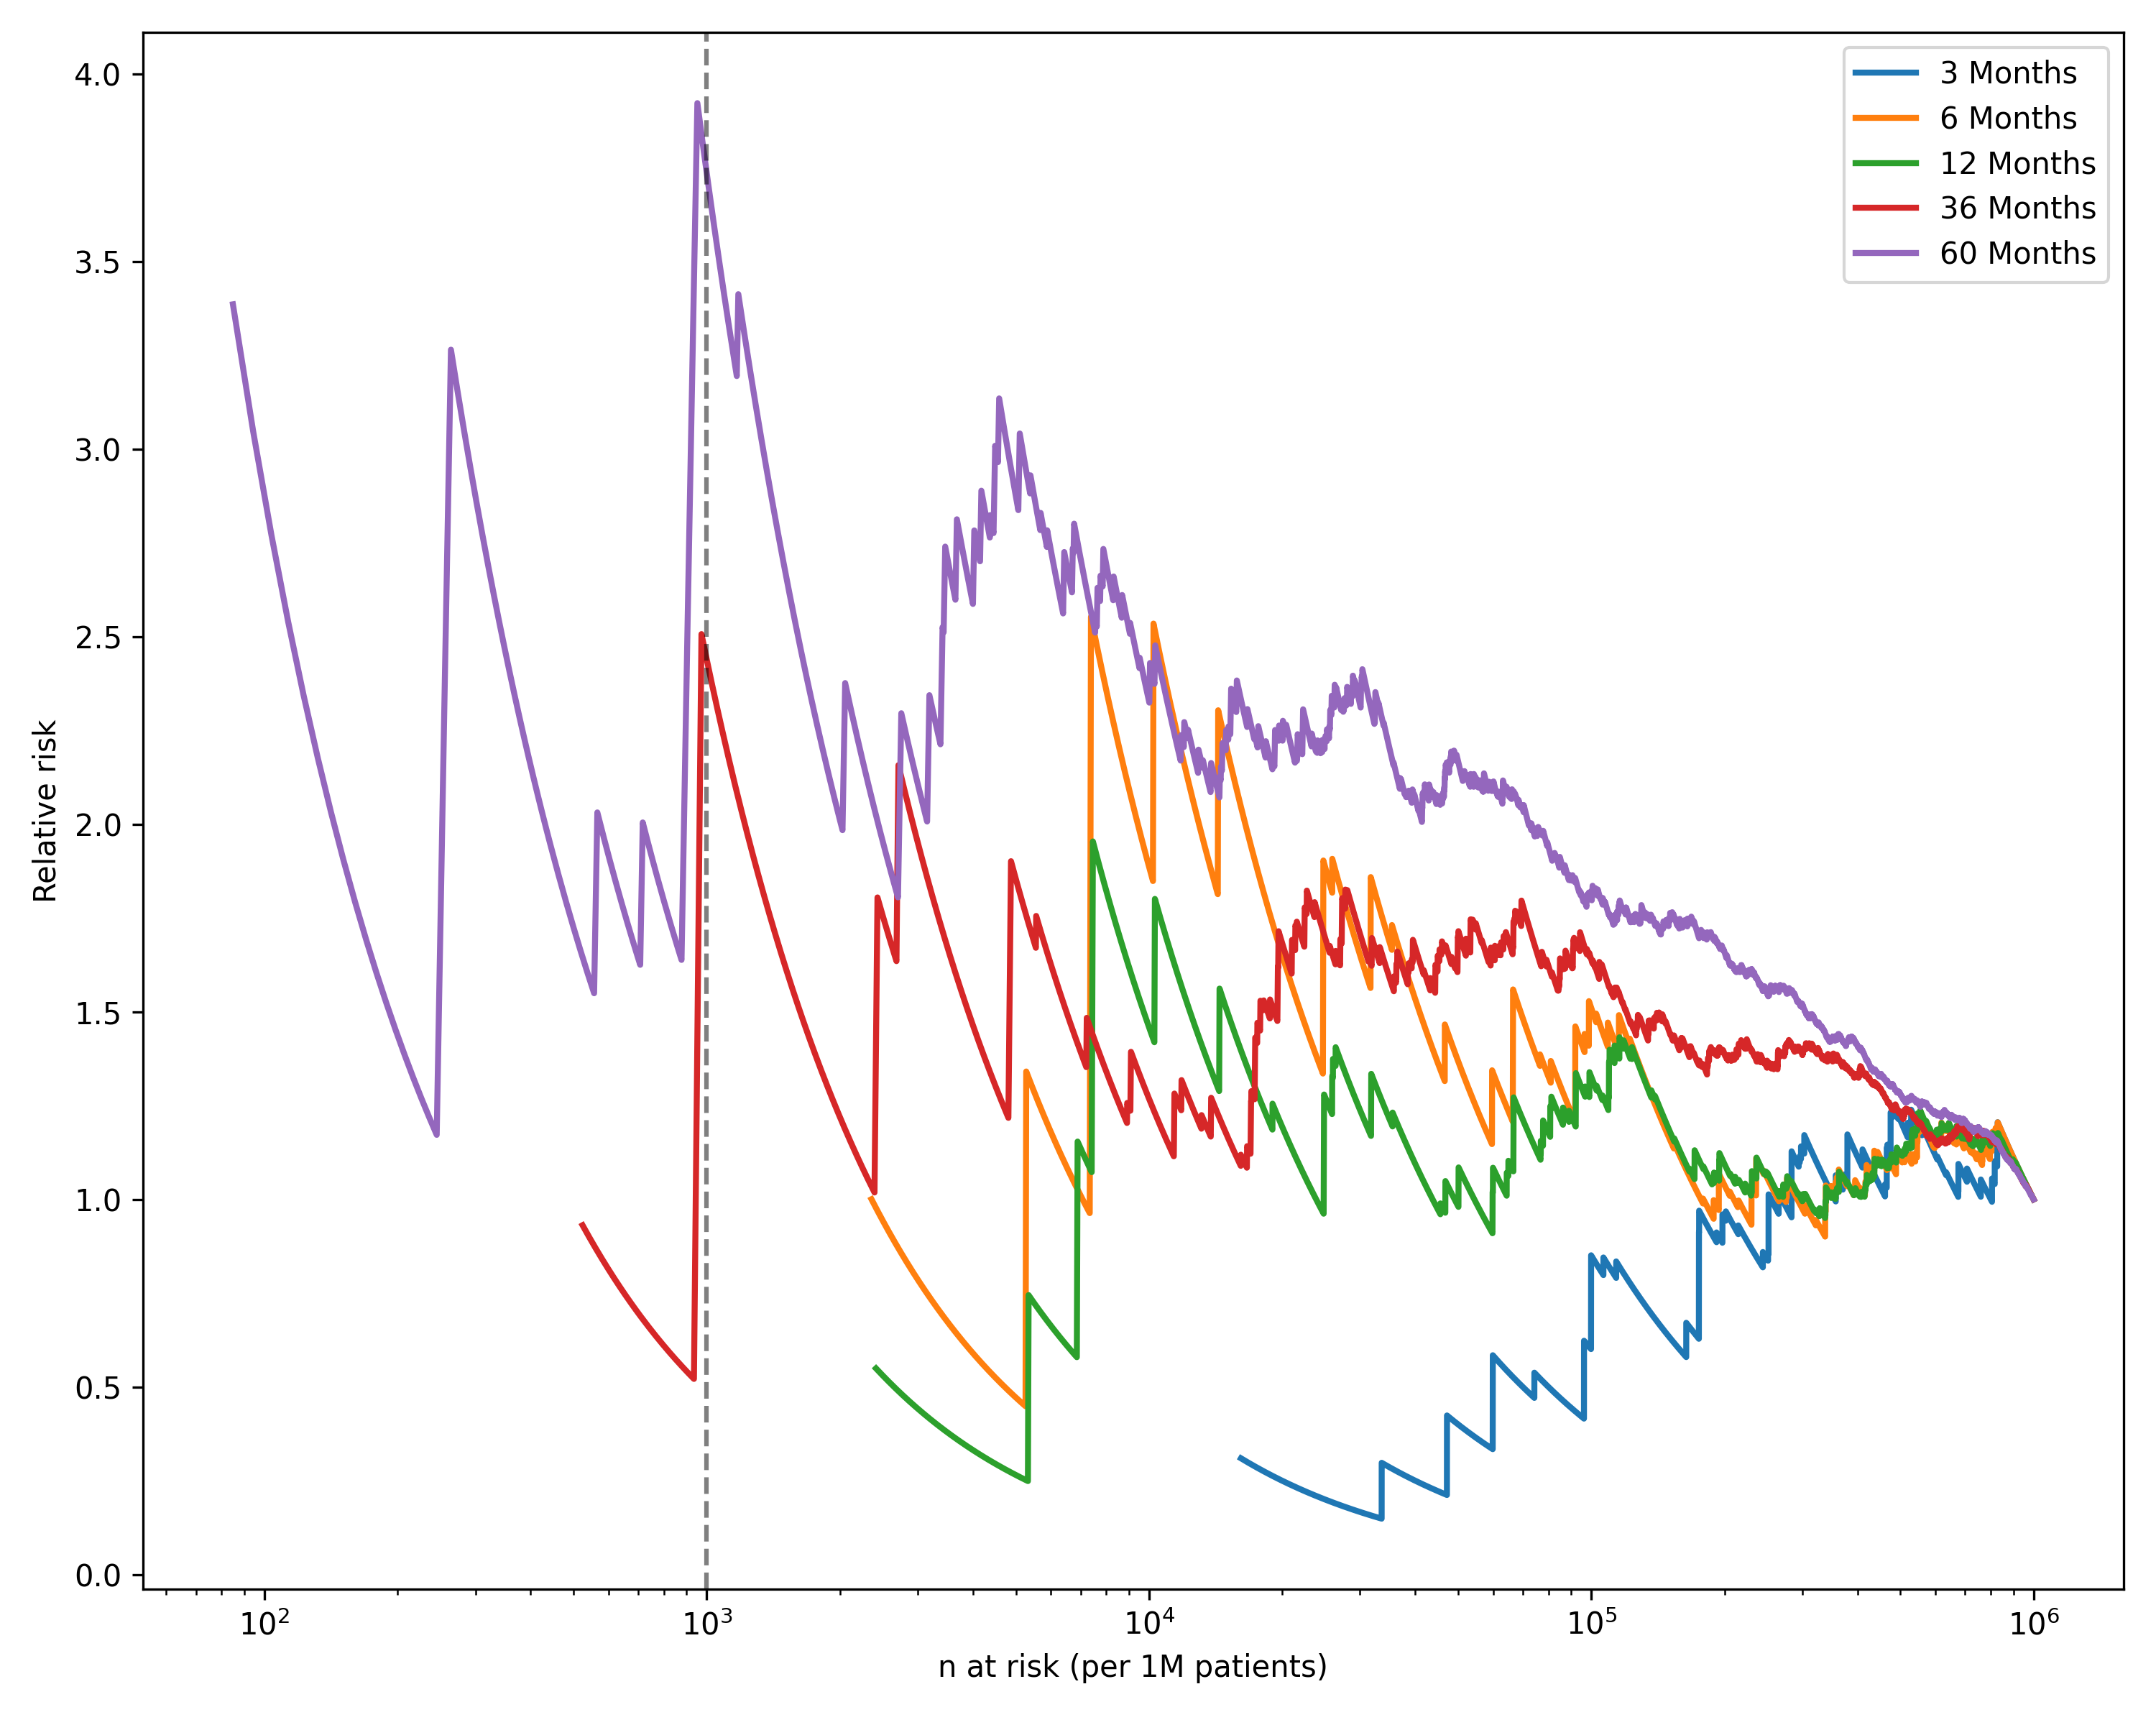 4.0
3.5
3.0
2.5
2.0
1.5
1.0
0.5
0.0
Relative risk
10²
10³
10⁴
10⁵
10⁶
n at risk (per 1M patients)
3 Months
6 Months
12 Months
36 Months
60 Months